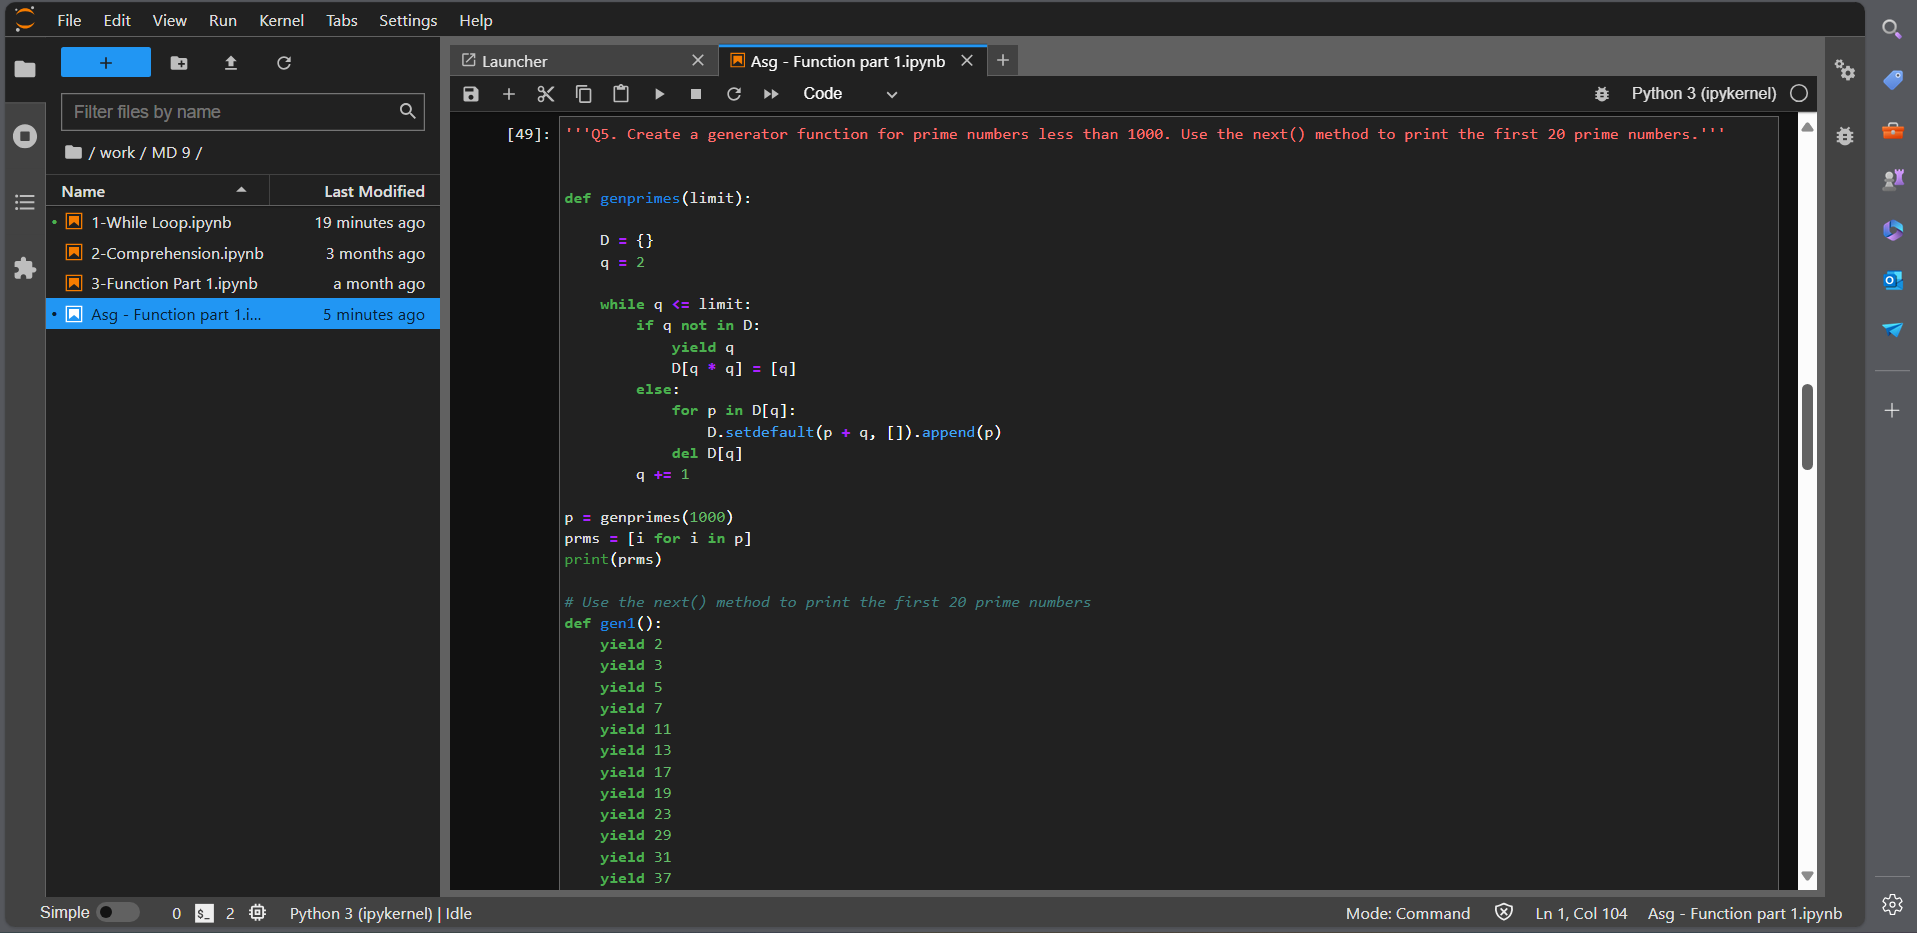 File Edit View Run Kernel Tabs Settings Help
+
Filter files by name
/ work / MD 9 /
Name Last Modified
1-While Loop.ipynb 19 minutes ago
2-Comprehension.ipynb 3 months ago
3-Function Part 1.ipynb a month ago
Asg - Function part 1.i... 5 minutes ago
Launcher Asg - Function part 1.ipynb
Code Python 3 (ipykernel)
[49]: '''Q5. Create a generator function for prime numbers less than 1000. Use the next() method to print the first 20 prime numbers.'''
def genprimes(limit):
D = {}
q = 2
while q <= limit:
if q not in D:
yield q
D[q * q] = [q]
else:
for p in D[q]:
D.setdefault(p + q, []).append(p)
del D[q]
q += 1
p = genprimes(1000)
prms = [i for i in p]
print(prms)
# Use the next() method to print the first 20 prime numbers
def gen1():
yield 2
yield 3
yield 5
yield 7
yield 11
yield 13
yield 17
yield 19
yield 23
yield 29
yield 31
yield 37
Simple 0 $_ 2 Python 3 (ipykernel) | Idle Mode: Command Ln 1, Col 104 Asg - Function part 1.ipynb